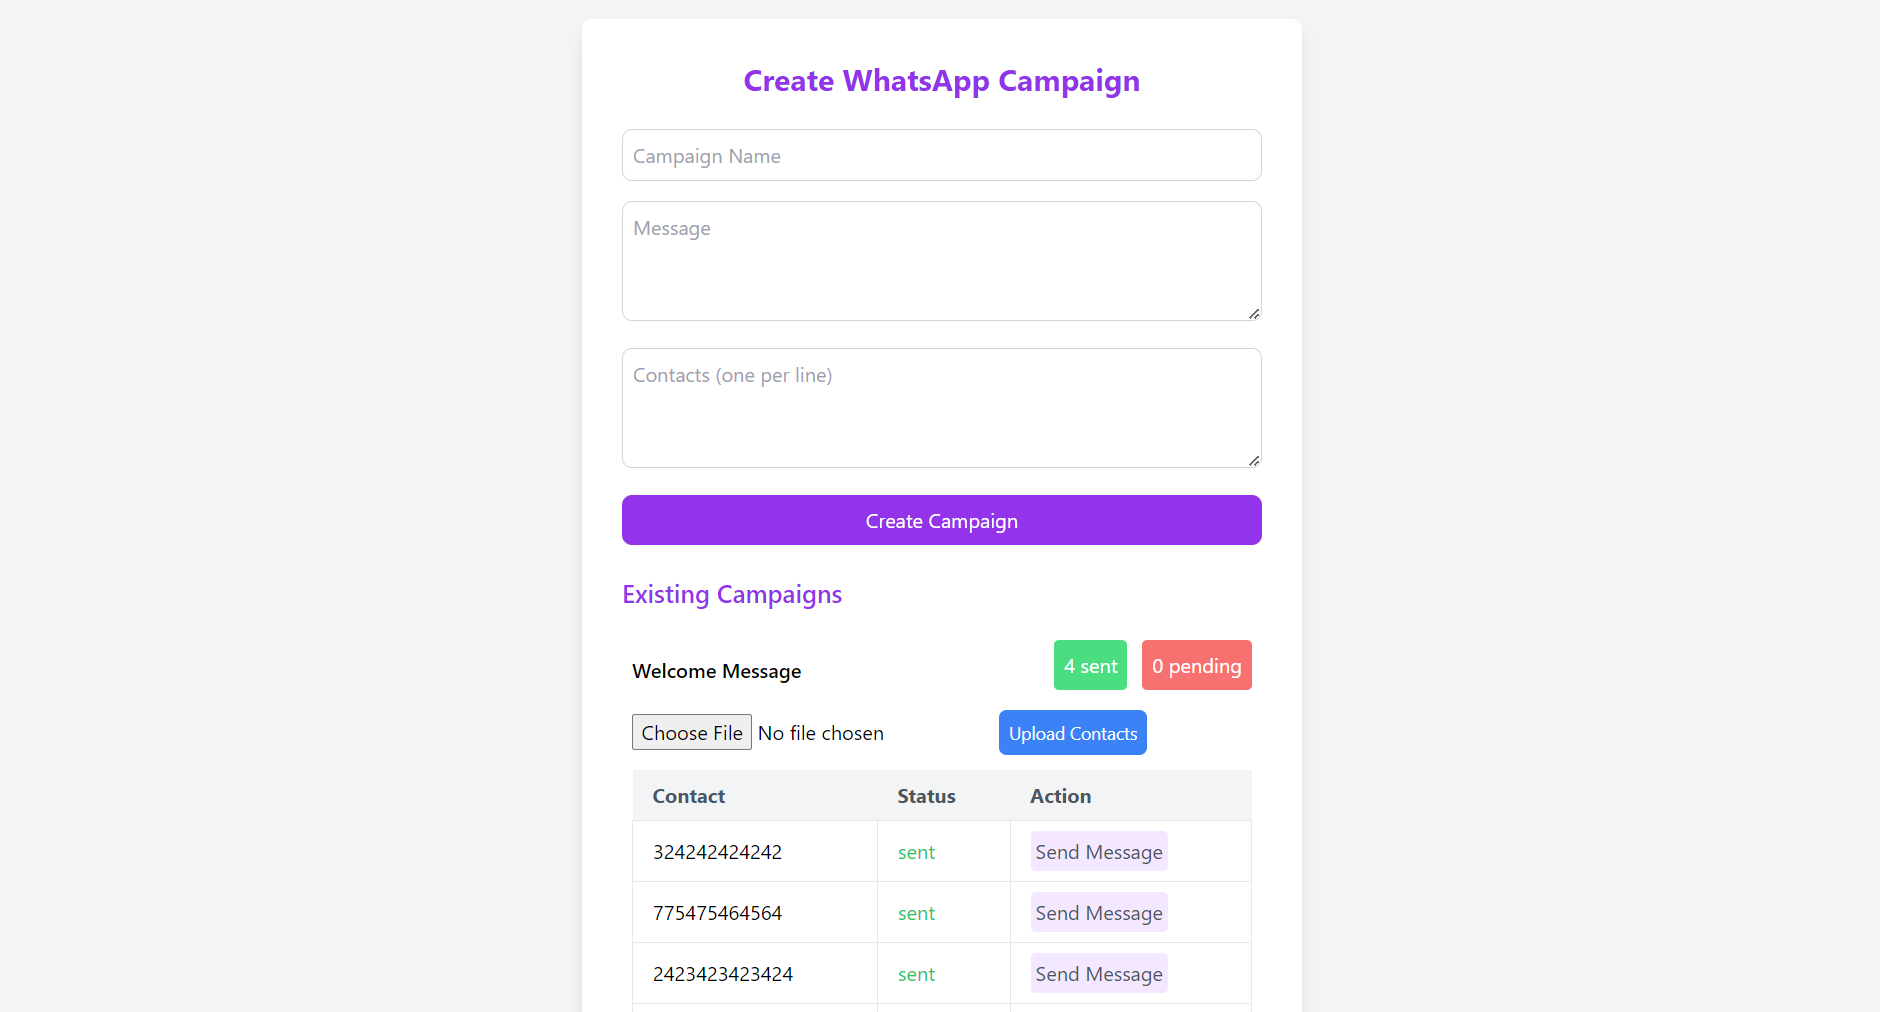 Create WhatsApp Campaign
Campaign Name
Message
Contacts (one per line)
Create Campaign
Existing Campaigns
Welcome Message 4 sent 0 pending
Choose File No file chosen Upload Contacts
Contact Status Action
324242424242 sent Send Message
775475464564 sent Send Message
2423423423424 sent Send Message